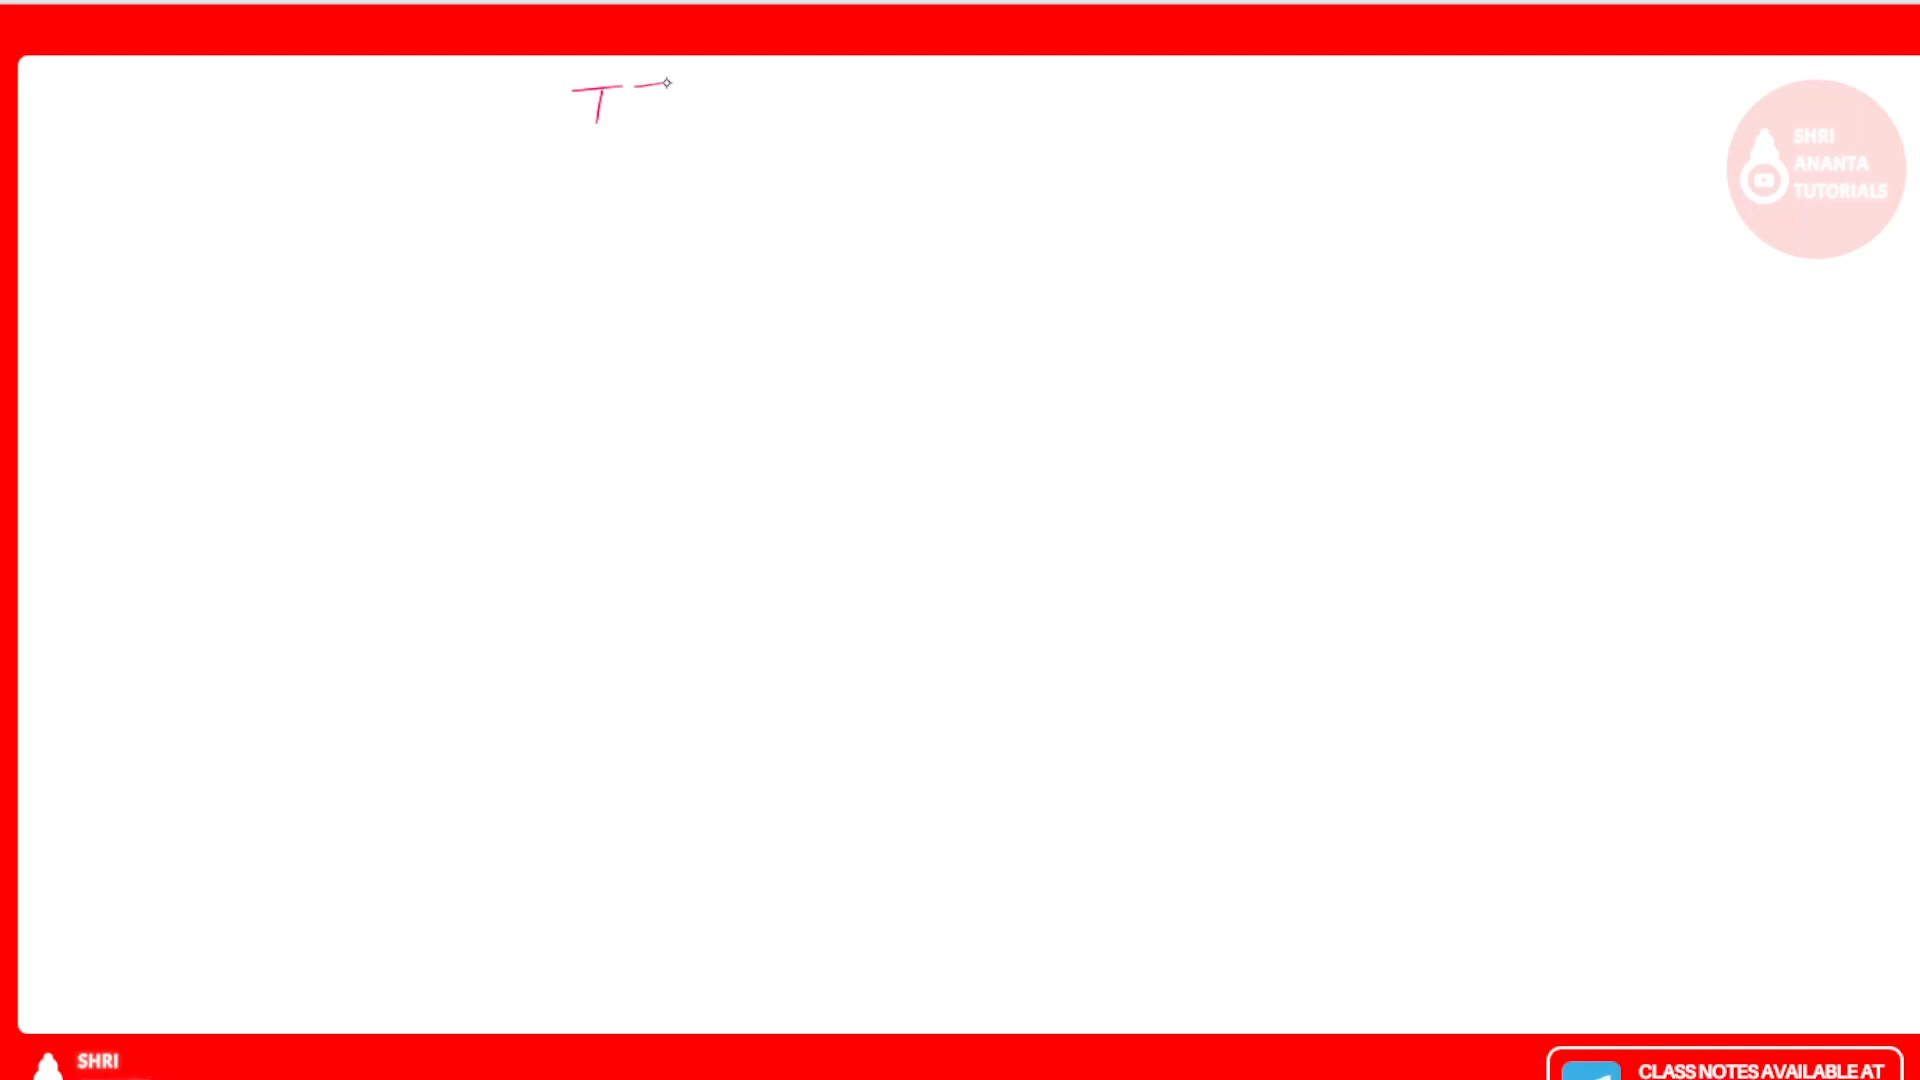 T
SHRI
ANANTA
TUTORIALS
SHRI
CLASS NOTES AVAILABLE AT